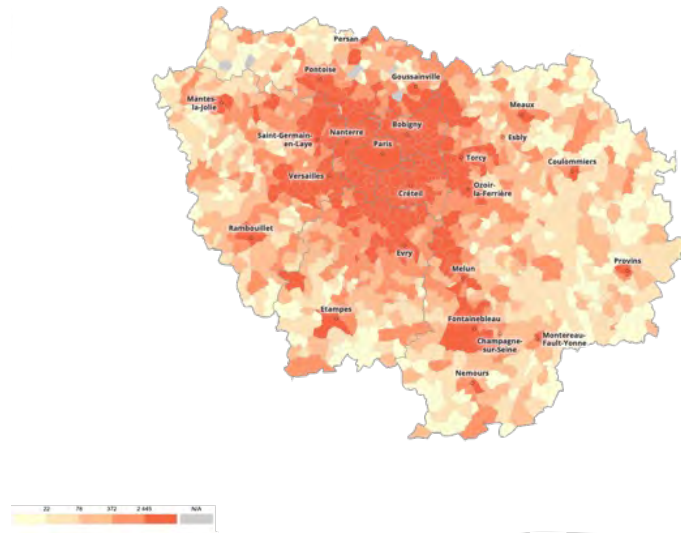 Persan
Pontoise
Goussainville
Mantes-
la-Jolie
Meaux
Saint-Germain-
en-Laye
Nanterre
Bobigny
Esbly
Paris
Torcy
Coulommiers
Versailles
Créteil
Ozoir-
la-Ferrière
Rambouillet
Evry
Melun
Provins
Etampes
Fontainebleau
Champagne-
sur-Seine
Montereau-
Fault-Yonne
Nemours
22 78 372 2 445 N/A